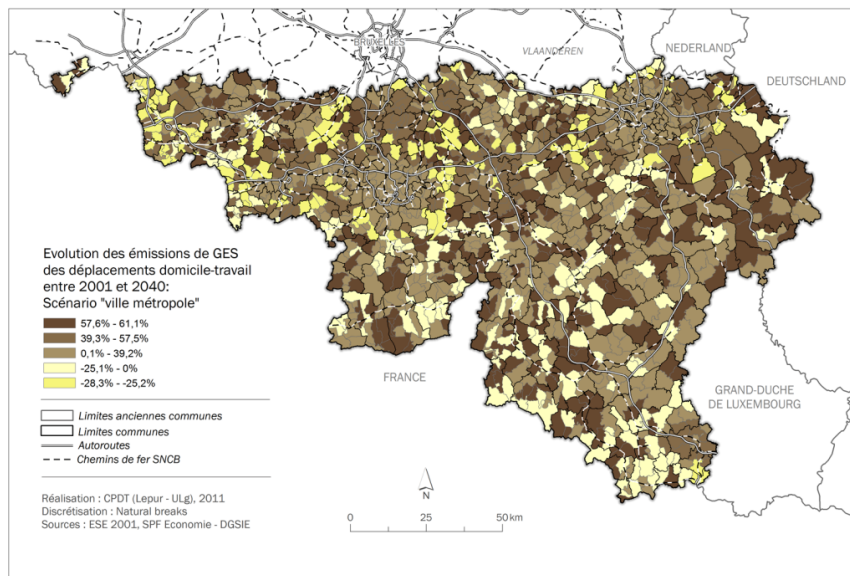 BRUXELLES
VLAANDEREN
NEDERLAND
DEUTSCHLAND
Evolution des émissions de GES
des déplacements domicile-travail
entre 2001 et 2040:
Scénario "ville métropole"
57,6% - 61,1%
39,3% - 57,5%
0,1% - 39,2%
-25,1% - 0%
-28,3% - -25,2%
FRANCE
GRAND-DUCHE
DE LUXEMBOURG
Limites anciennes communes
Limites communes
Autoroutes
Chemins de fer SNCB
N
Réalisation : CPDT (Lepur - ULg), 2011
Discrétisation : Natural breaks
Sources : ESE 2001, SPF Economie - DGSIE
0 25 50 km